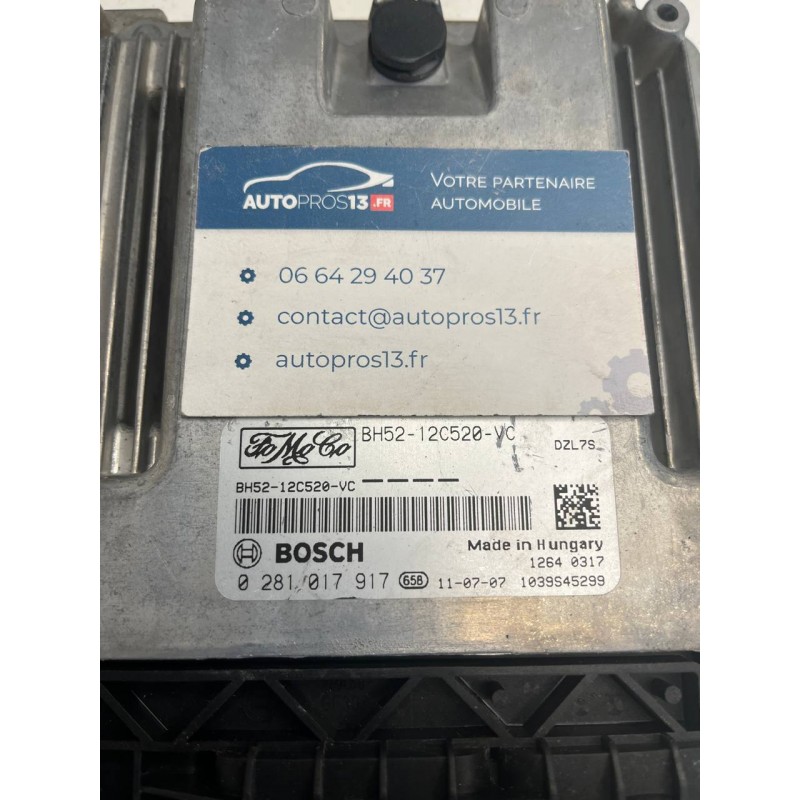 AUTOPROS13.FR
VOTRE PARTENAIRE
AUTOMOBILE
06 64 29 40 37
contact@autopros13.fr
autopros13.fr
FoMoCo
BH52-12C520-VC
DZL7S
BH52-12C520-VC
BOSCH
Made in Hungary
1264 0317
0 281 017 917 65B 11-07-07 1039S45299